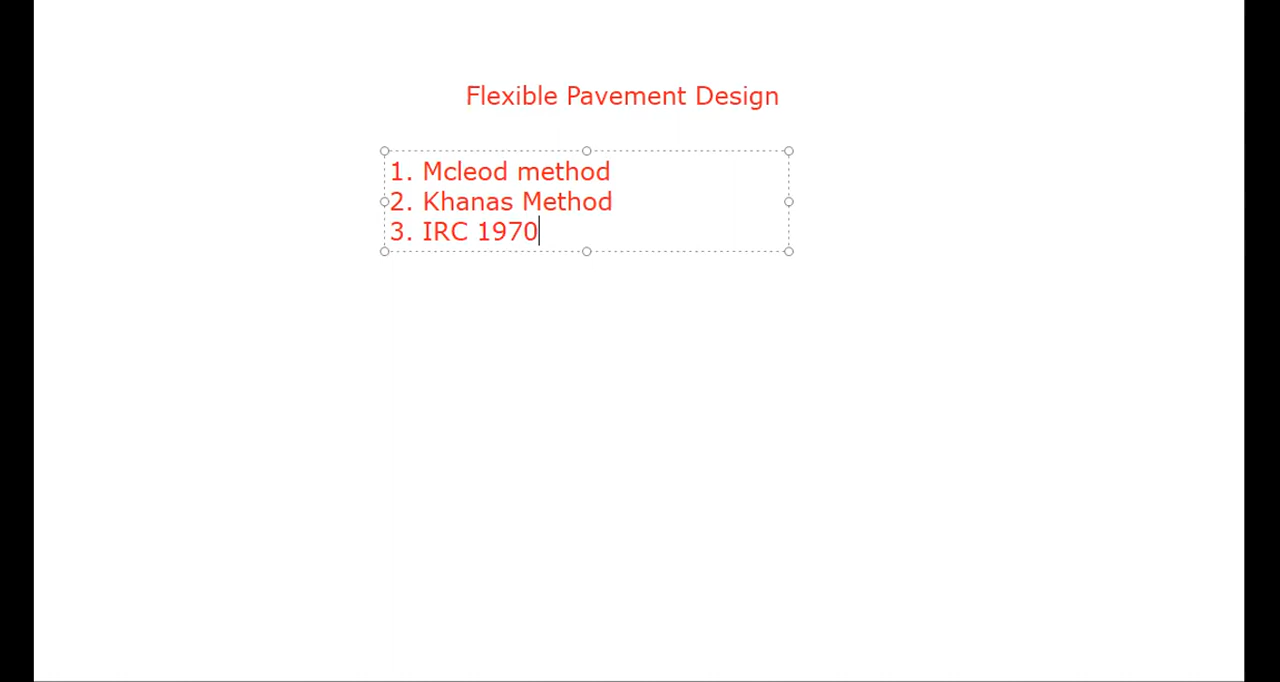 Flexible Pavement Design
1. Mcleod method
2. Khanas Method
3. IRC 1970